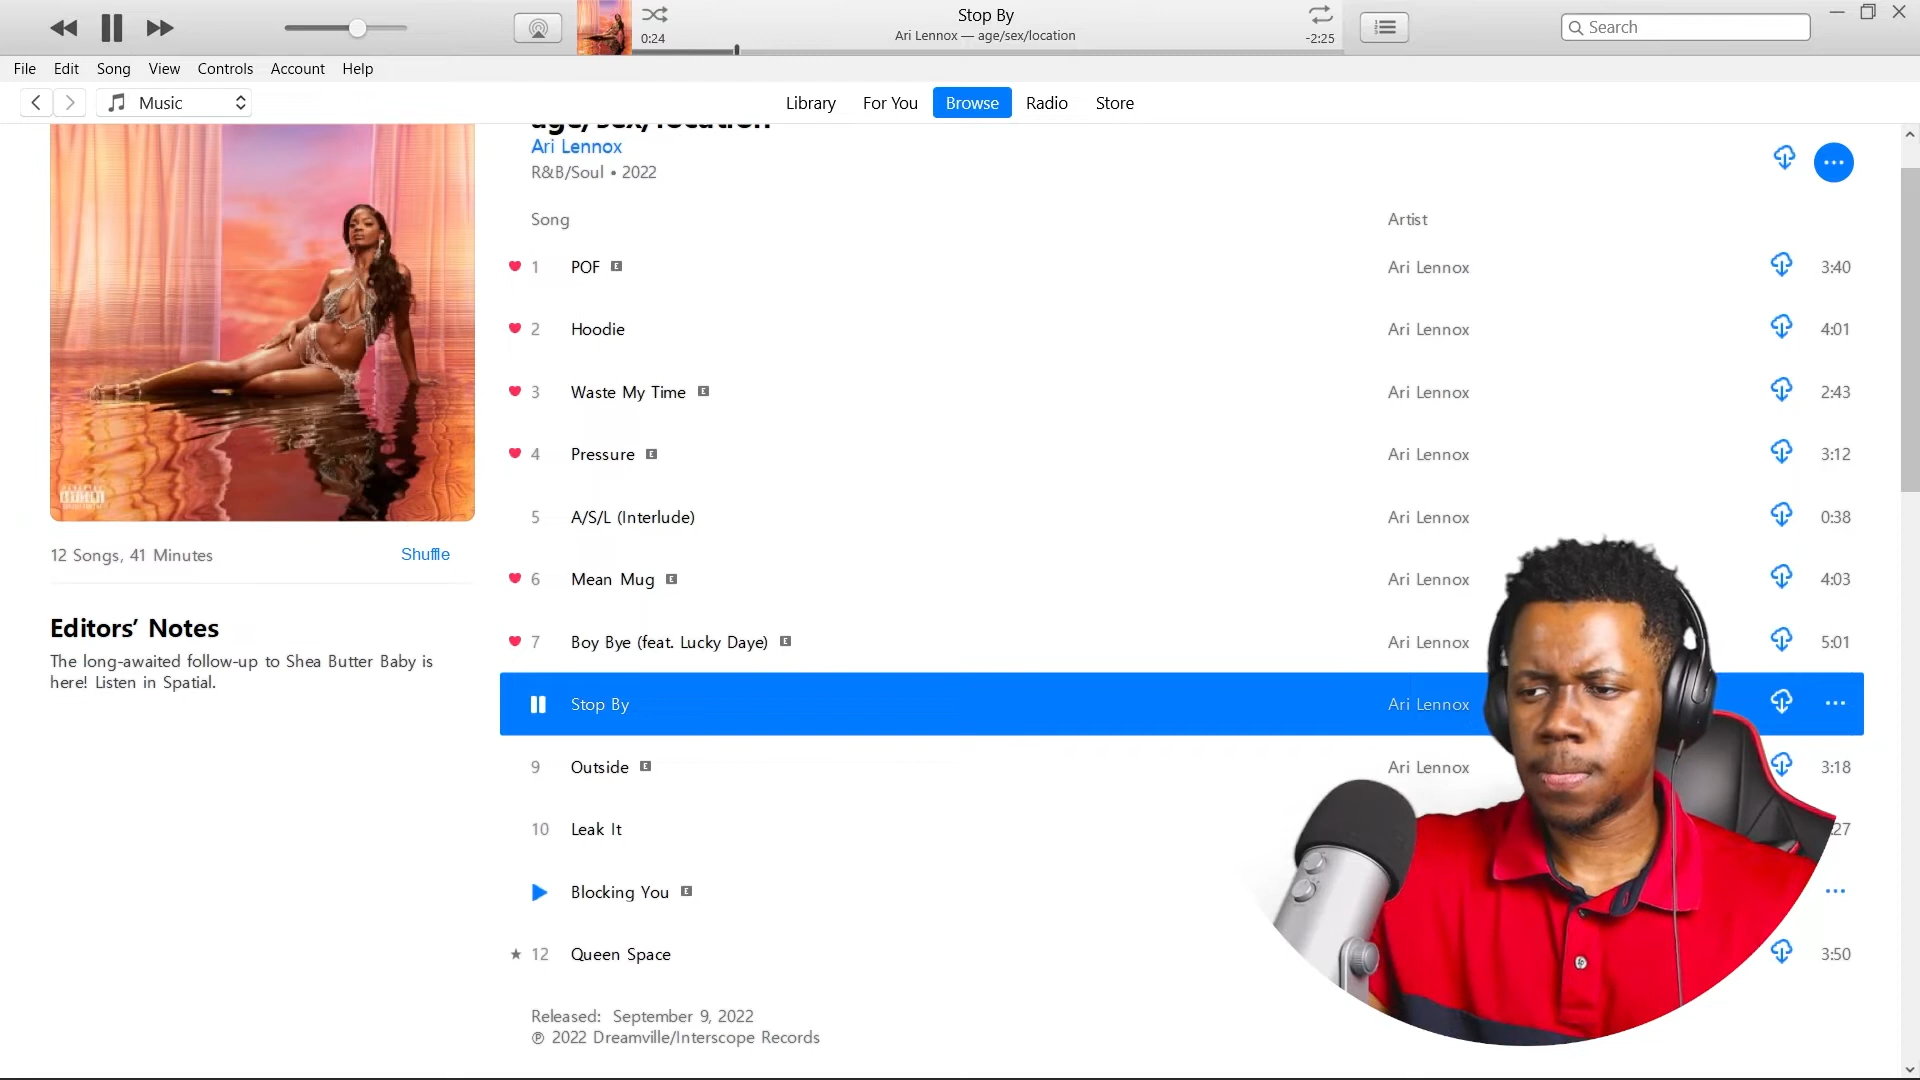 Stop By
0:24
Ari Lennox — age/sex/location
-2:25
Search
File Edit Song View Controls Account Help
Music
Library For You Browse Radio Store
age/sex/location
Ari Lennox
R&B/Soul • 2022
Song Artist
1 POF E Ari Lennox 3:40
2 Hoodie Ari Lennox 4:01
3 Waste My Time E Ari Lennox 2:43
4 Pressure E Ari Lennox 3:12
5 A/S/L (Interlude) Ari Lennox 0:38
6 Mean Mug E Ari Lennox 4:03
7 Boy Bye (feat. Lucky Daye) E Ari Lennox 5:01
Stop By Ari Lennox
9 Outside E Ari Lennox 3:18
10 Leak It 27
Blocking You E
12 Queen Space 3:50
Released: September 9, 2022
℗ 2022 Dreamville/Interscope Records
12 Songs, 41 Minutes Shuffle
Editors’ Notes
The long-awaited follow-up to Shea Butter Baby is
here! Listen in Spatial.